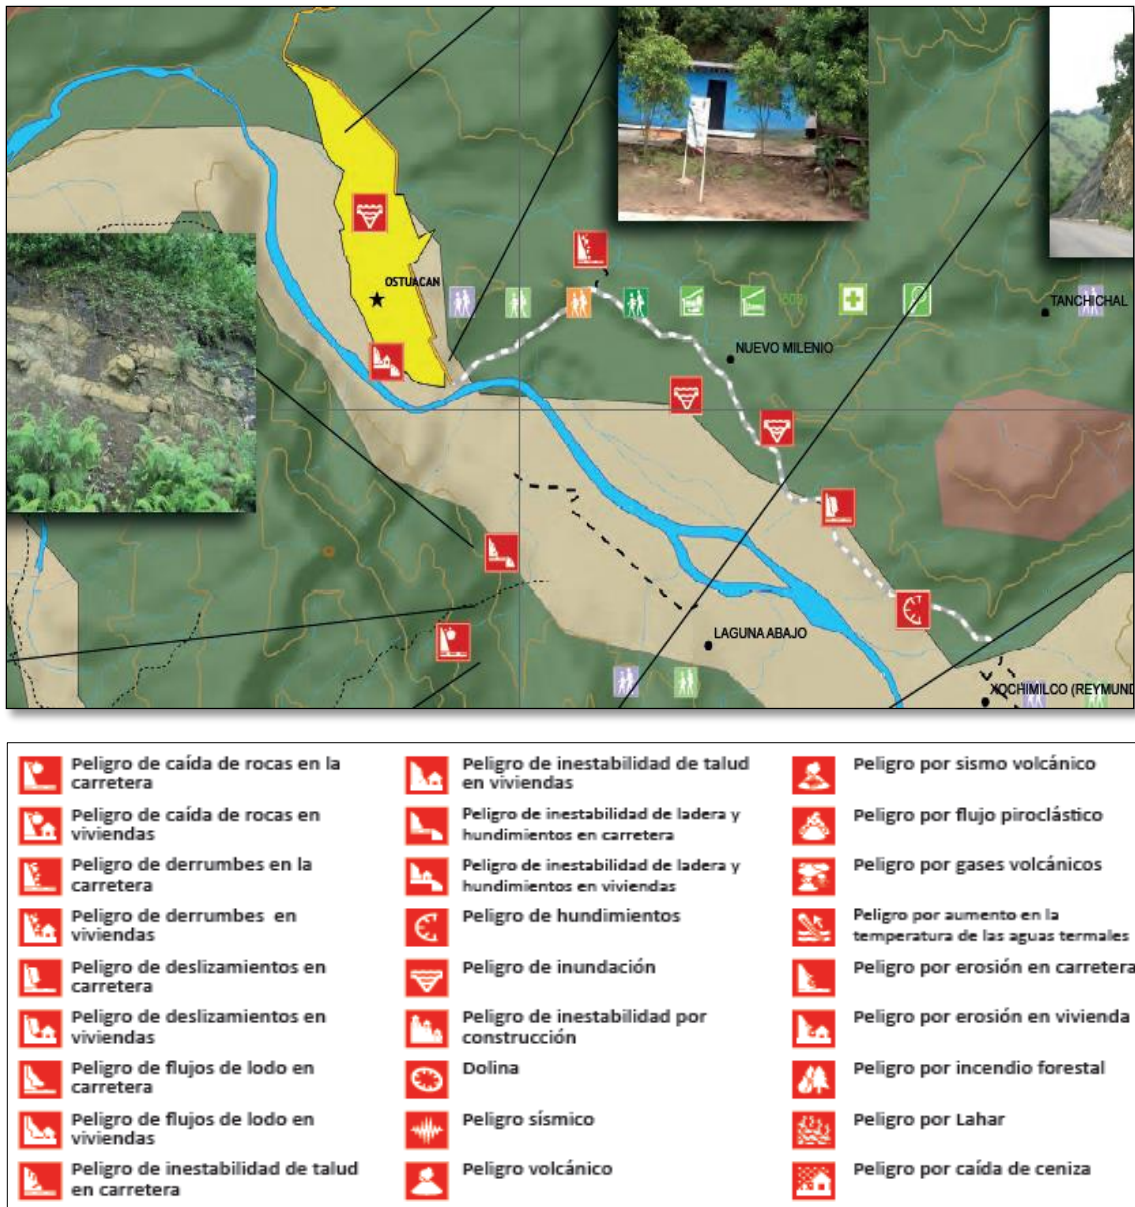 OSTUACAN
TANCHICHAL
NUEVO MILENIO
LAGUNA ABAJO
XOCHIMILCO (REYMUND
Peligro de caída de rocas en la
carretera
Peligro de caída de rocas en
viviendas
Peligro de derrumbes en la
carretera
Peligro de derrumbes en
viviendas
Peligro de deslizamientos en
carretera
Peligro de deslizamientos en
viviendas
Peligro de flujos de lodo en
carretera
Peligro de flujos de lodo en
viviendas
Peligro de inestabilidad de talud
en carretera
Peligro de inestabilidad de talud
en viviendas
Peligro de inestabilidad de ladera y
hundimientos en carretera
Peligro de inestabilidad de ladera y
hundimientos en viviendas
Peligro de hundimientos
Peligro de inundación
Peligro de inestabilidad por
construcción
Dolina
Peligro sísmico
Peligro volcánico
Peligro por sismo volcánico
Peligro por flujo piroclástico
Peligro por gases volcánicos
Peligro por aumento en la
temperatura de las aguas termales
Peligro por erosión en carretera
Peligro por erosión en vivienda
Peligro por incendio forestal
Peligro por Lahar
Peligro por caída de ceniza